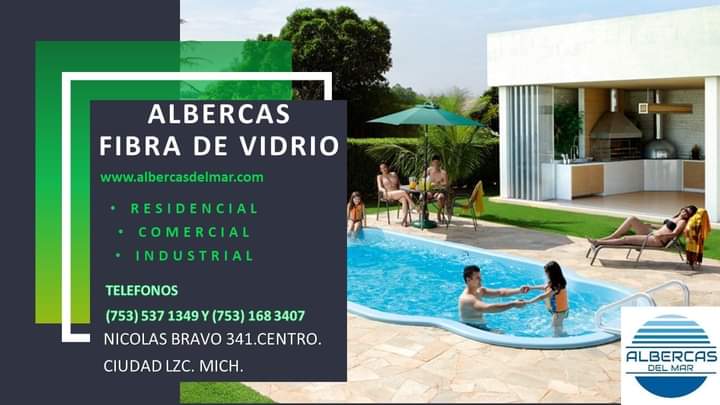 ALBERCAS
FIBRA DE VIDRIO
www.albercasdelmar.com
• RESIDENCIAL
• COMERCIAL
• INDUSTRIAL
TELEFONOS
(753) 537 1349 Y (753) 168 3407
NICOLAS BRAVO 341.CENTRO.
CIUDAD LZC. MICH.
ALBERCAS
DEL MAR